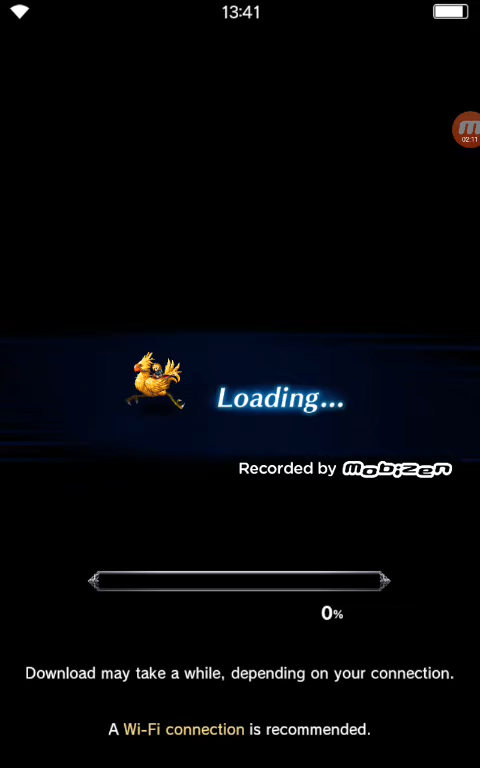 13:41
02:11
Loading...
Recorded by mobizen
0%
Download may take a while, depending on your connection.
A Wi-Fi connection is recommended.